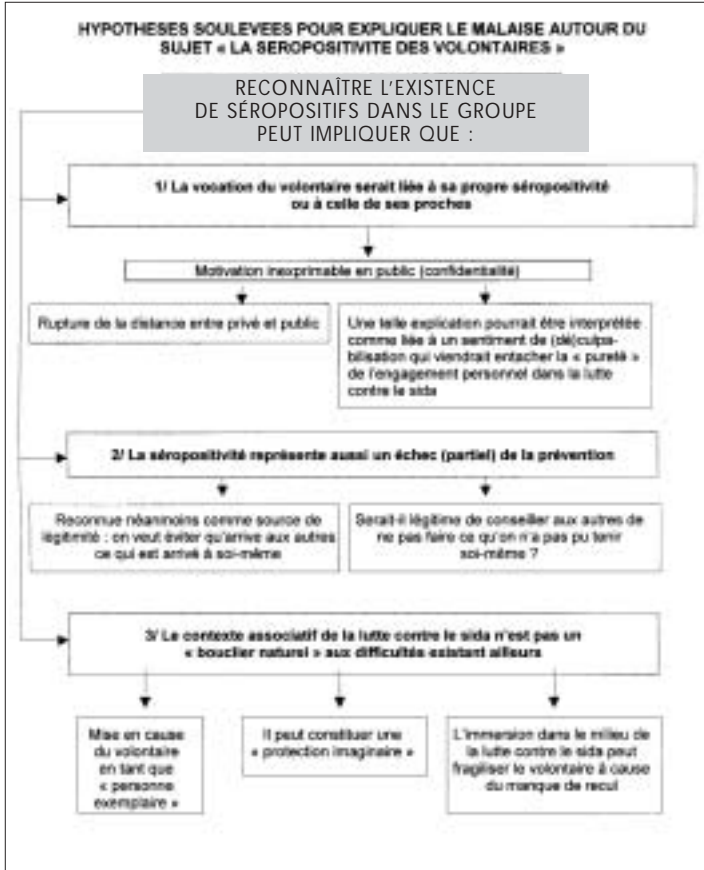 HYPOTHESES SOULEVEES POUR EXPLIQUER LE MALAISE AUTOUR DU
SUJET « LA SEROPOSITIVITE DES VOLONTAIRES »
RECONNAÎTRE L'EXISTENCE
DE SÉROPOSITIFS DANS LE GROUPE
PEUT IMPLIQUER QUE :
1/ La vocation du volontaire serait liée à sa propre séropositivité
ou à celle de ses proches
Motivation inexprimable en public (confidentialité)
Rupture de la distance entre privé et public
Une telle explication pourrait être interprétée
comme liée à un sentiment de (dé)culpa-
bilisation qui viendrait entacher la « pureté »
de l'engagement personnel dans la lutte
contre le sida
2/ La séropositivité représente aussi un échec (partiel) de la prévention
Reconnue néanmoins comme source de
légitimité : on veut éviter qu'arrive aux autres
ce qui est arrivé à soi-même
Serait-il légitime de conseiller aux autres de
ne pas faire ce qu'on n'a pas pu tenir
soi-même ?
3/ Le contexte associatif de la lutte contre le sida n'est pas un
« bouclier naturel » aux difficultés existant ailleurs
Mise en cause
du volontaire
en tant que
« personne
exemplaire »
Il peut constituer une
« protection imaginaire »
L'immersion dans le milieu de
la lutte contre le sida peut
fragiliser le volontaire à cause
du manque de recul